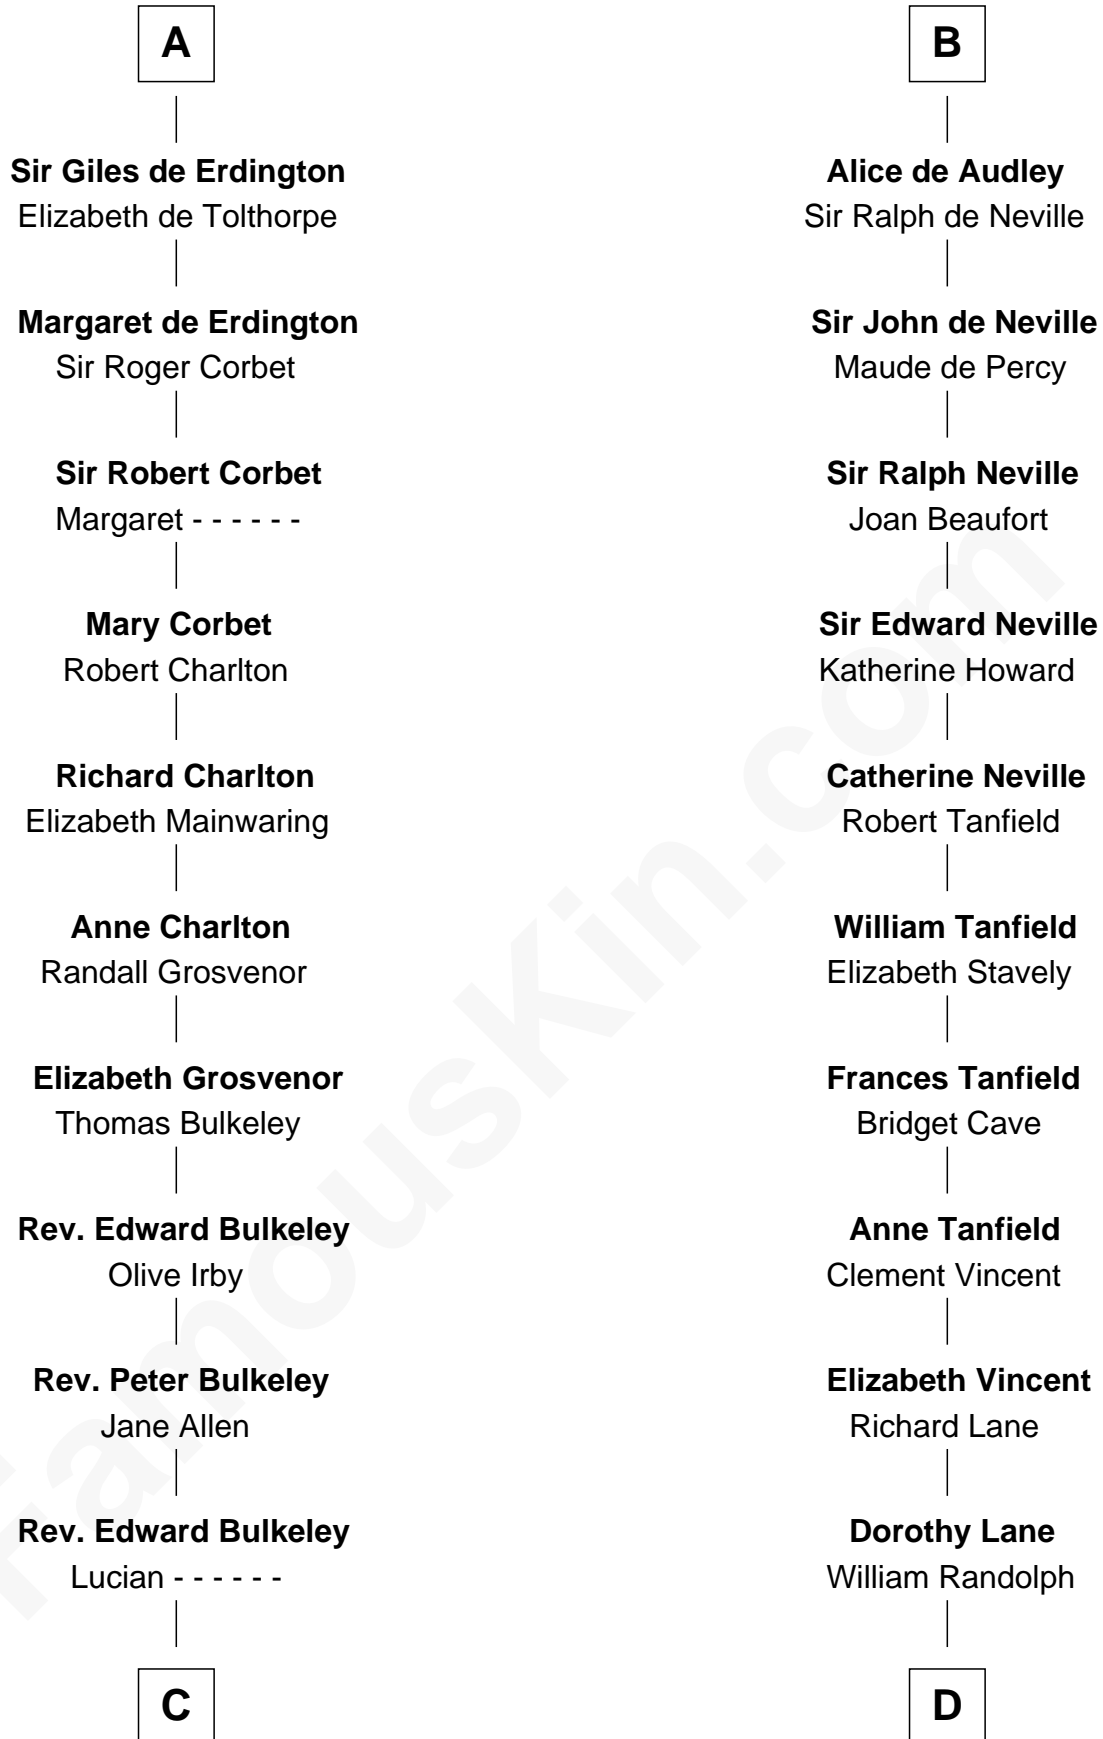 A
Sir Giles de Erdington
Elizabeth de Tolthorpe
Margaret de Erdington
Sir Roger Corbet
Sir Robert Corbet
Margaret - - - - - -
Mary Corbet
Robert Charlton
Richard Charlton
Elizabeth Mainwaring
Anne Charlton
Randall Grosvenor
Elizabeth Grosvenor
Thomas Bulkeley
Rev. Edward Bulkeley
Olive Irby
Rev. Peter Bulkeley
Jane Allen
Rev. Edward Bulkeley
Lucian - - - - - -
C
B
Alice de Audley
Sir Ralph de Neville
Sir John de Neville
Maude de Percy
Sir Ralph Neville
Joan Beaufort
Sir Edward Neville
Katherine Howard
Catherine Neville
Robert Tanfield
William Tanfield
Elizabeth Stavely
Frances Tanfield
Bridget Cave
Anne Tanfield
Clement Vincent
Elizabeth Vincent
Richard Lane
Dorothy Lane
William Randolph
D
FamousKin.com